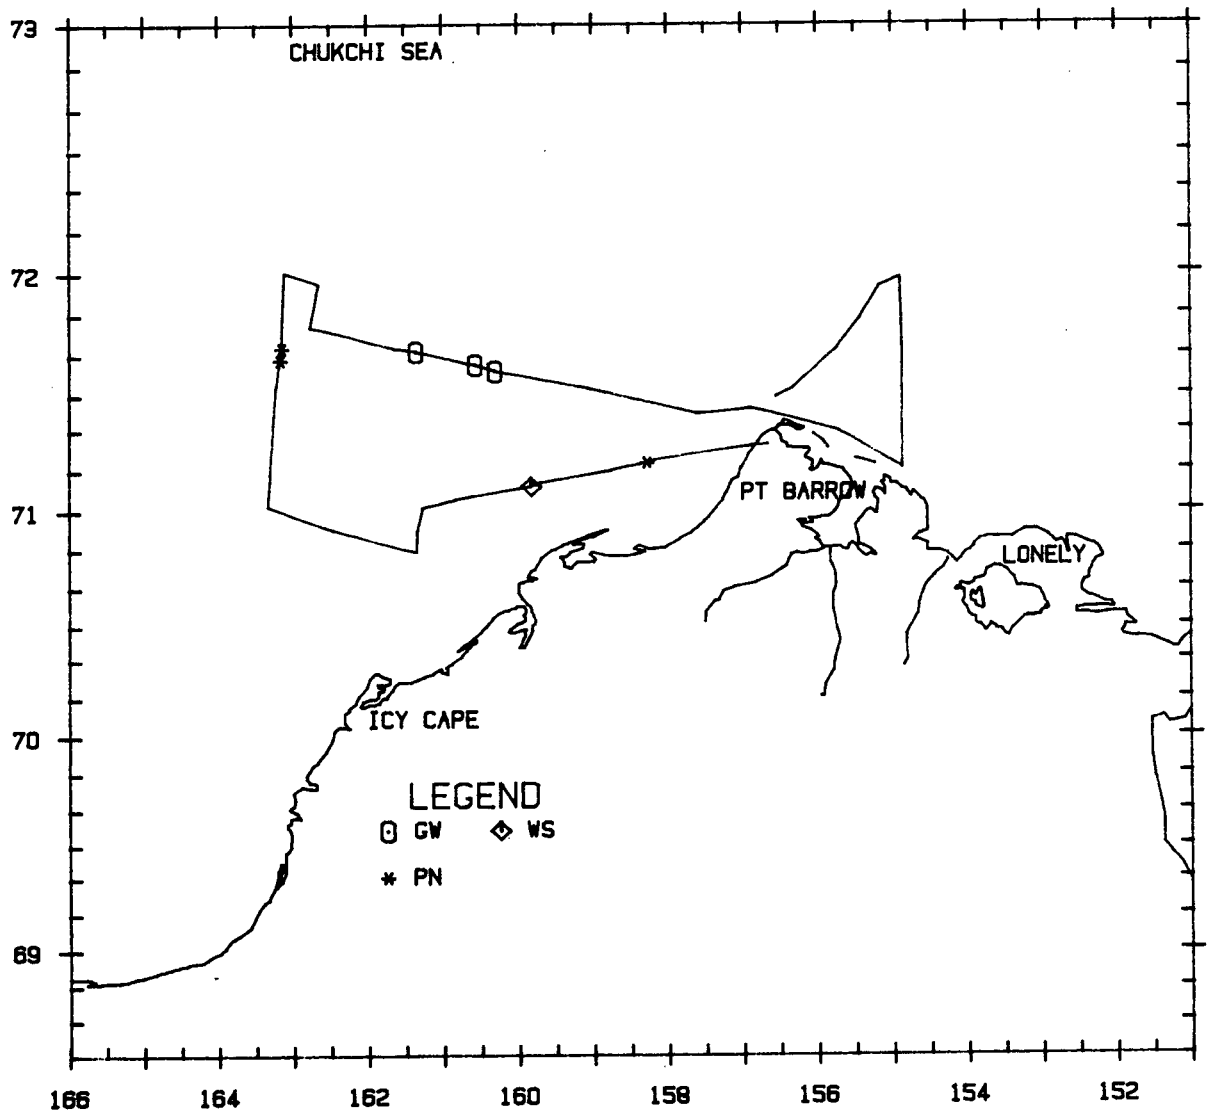 73
CHUKCHI SEA
72
71
PT BARROW
LONELY
70
ICY CAPE
LEGEND
GW WS
PN
69
166 164 162 160 158 156 154 152